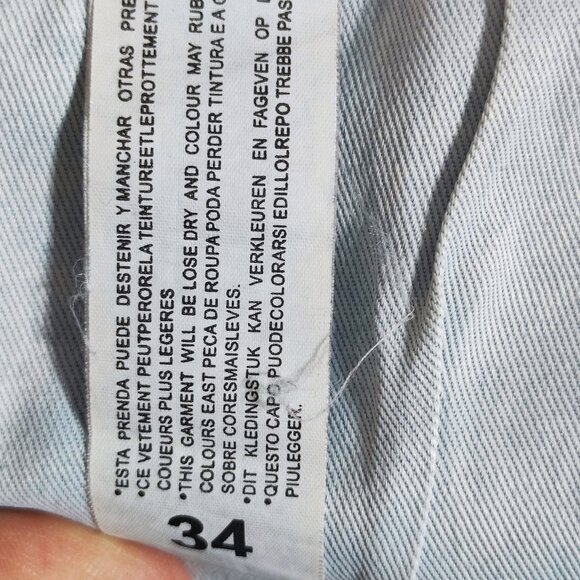 *ESTA PRENDA PUEDE DESTENIR Y MANCHAR OTRAS PRE
*CE VETEMENT PEUTPERORELA TEINTUREETLEPROTTEMENT
COUEURS PLUS LEGERES
*THIS GARMENT WILL BE LOSE DRY AND COLOUR MAY RUB
COLOURS EAST PECA DE ROUPA PODA PERDER TINTURA E A C
SOBRE CORESMAISLEVES.
*DIT KLEDINGSTUK KAN VERKLEUREN EN FAGEVEN OP L
*QUESTO CAPO PUODECOLORARSI EDILLOLREPO TREBBE PAS
PIULEGGER.
34